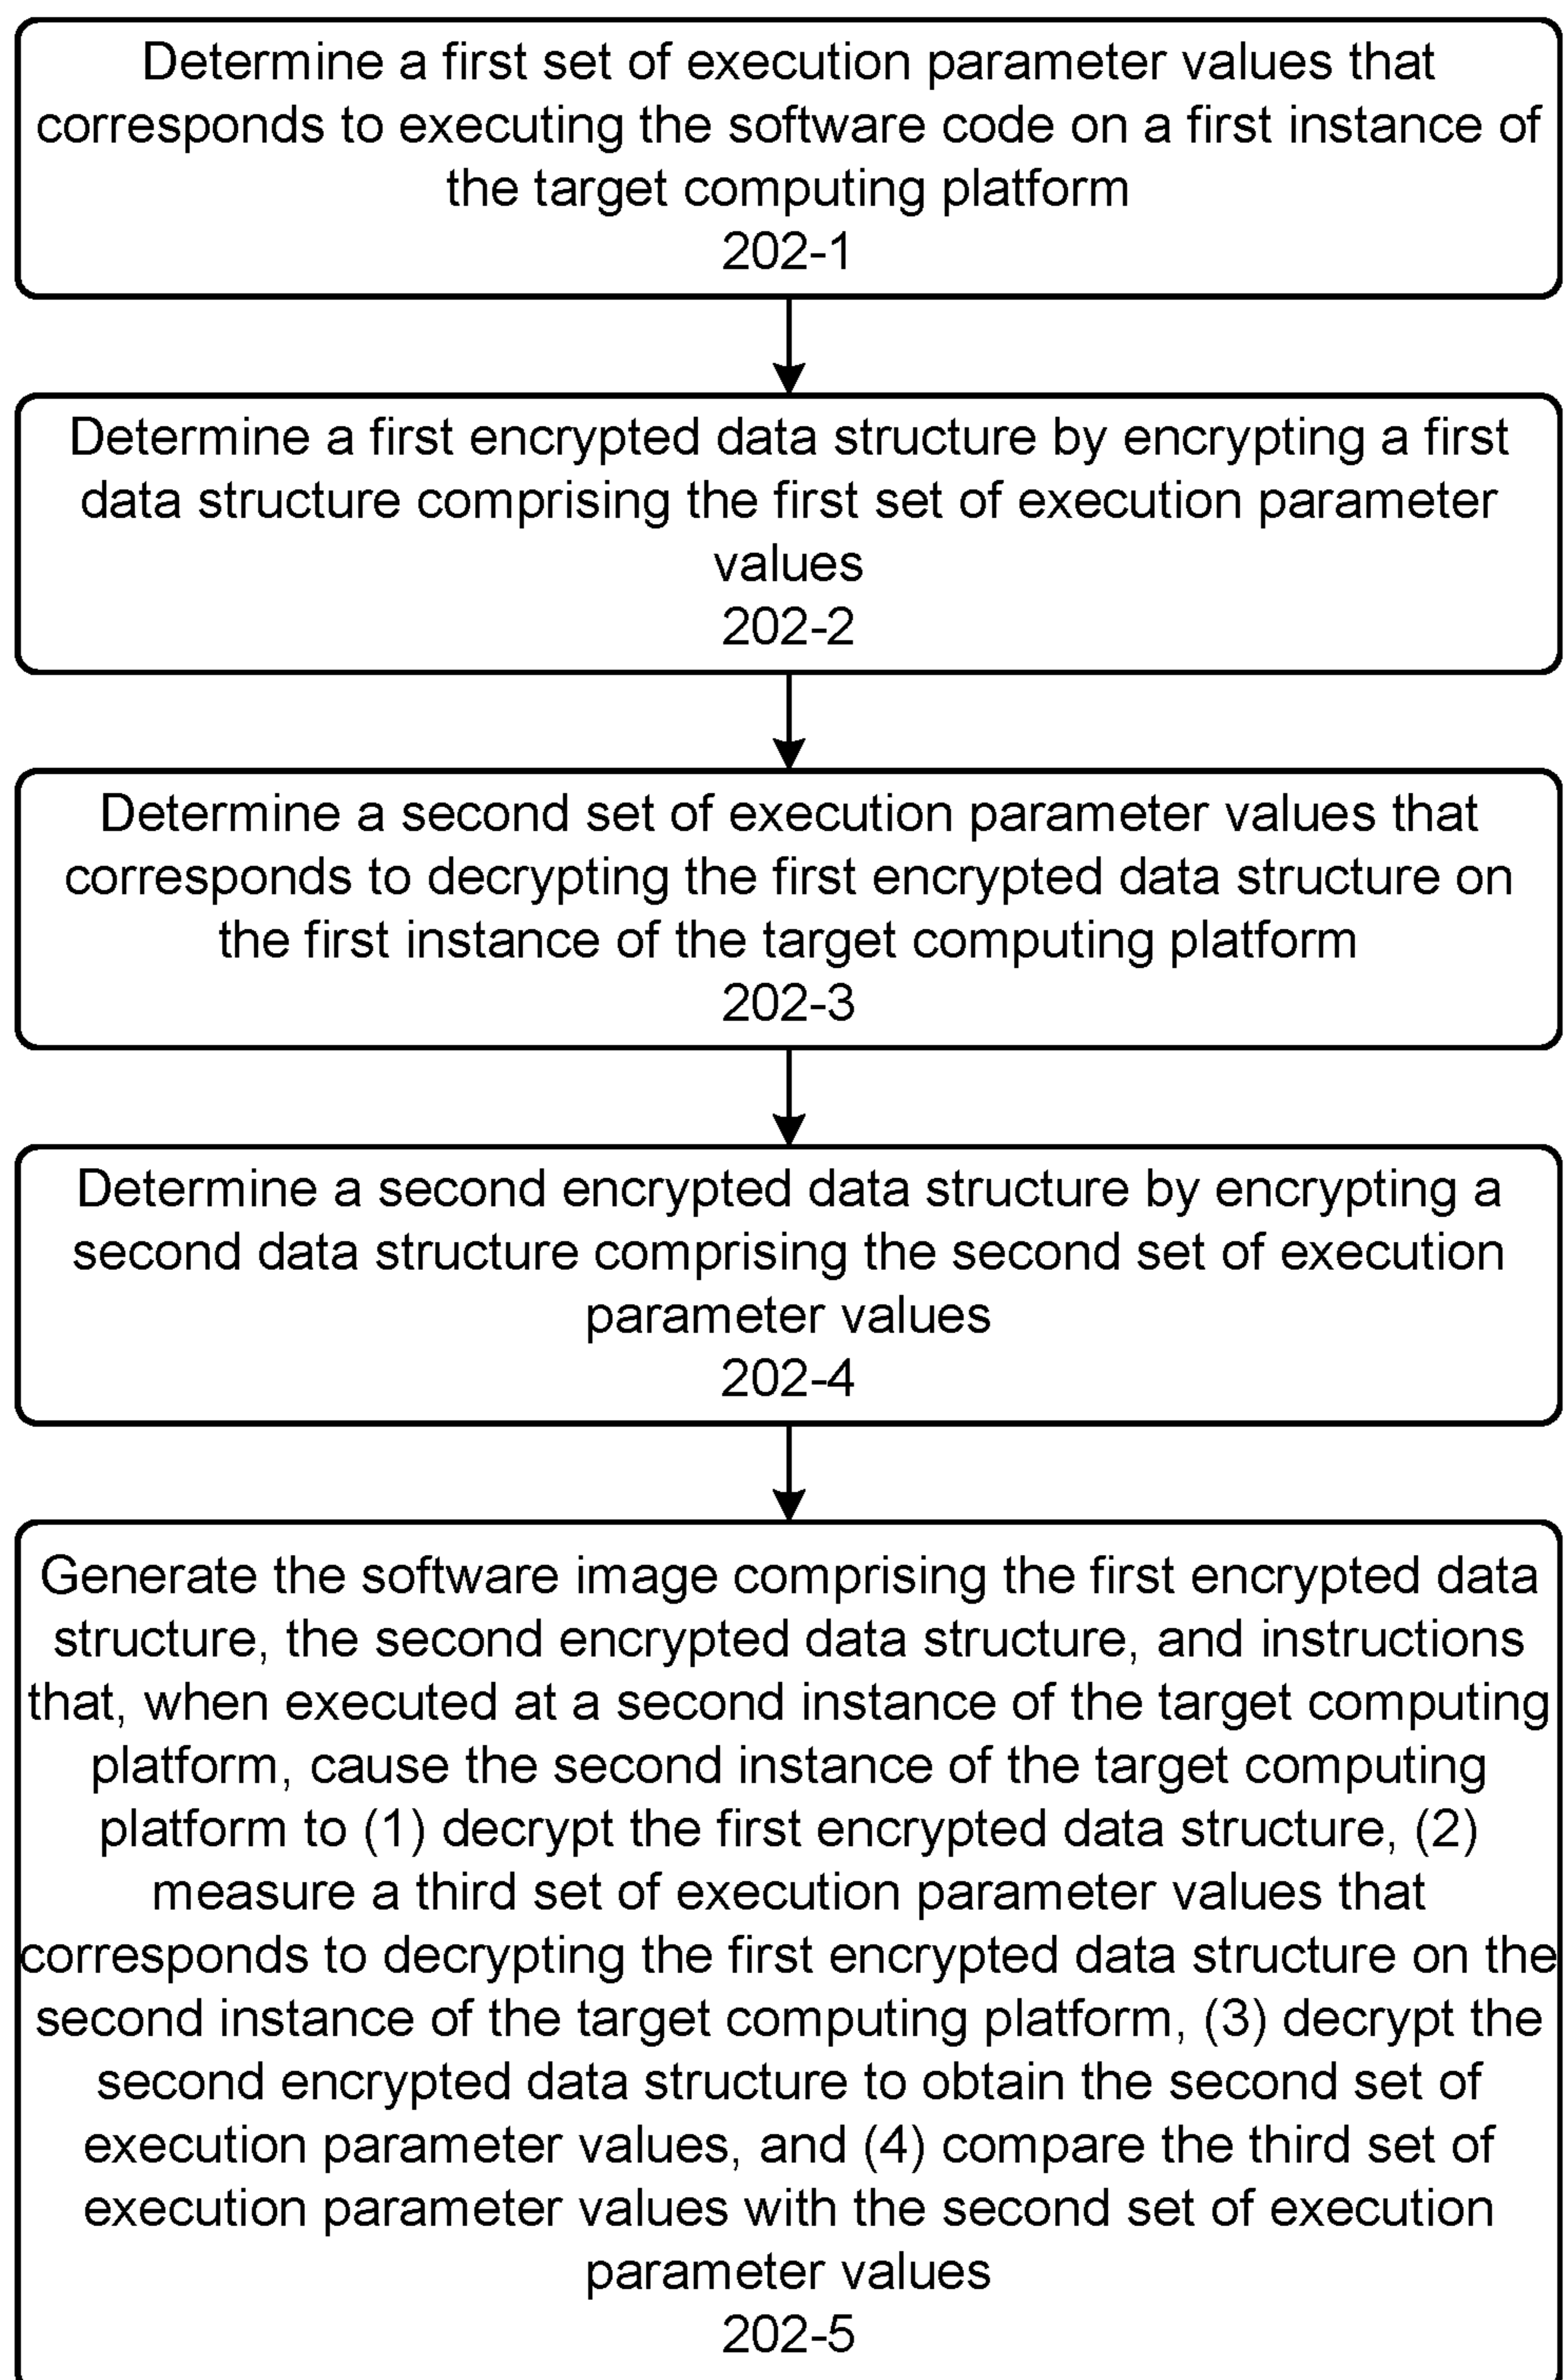 Determine a first set of execution parameter values that
corresponds to executing the software code on a first instance of
the target computing platform
202-1
Determine a first encrypted data structure by encrypting a first
data structure comprising the first set of execution parameter
values
202-2
Determine a second set of execution parameter values that
corresponds to decrypting the first encrypted data structure on
the first instance of the target computing platform
202-3
Determine a second encrypted data structure by encrypting a
second data structure comprising the second set of execution
parameter values
202-4
Generate the software image comprising the first encrypted data
structure, the second encrypted data structure, and instructions
that, when executed at a second instance of the target computing
platform, cause the second instance of the target computing
platform to (1) decrypt the first encrypted data structure, (2)
measure a third set of execution parameter values that
corresponds to decrypting the first encrypted data structure on the
second instance of the target computing platform, (3) decrypt the
second encrypted data structure to obtain the second set of
execution parameter values, and (4) compare the third set of
execution parameter values with the second set of execution
parameter values
202-5